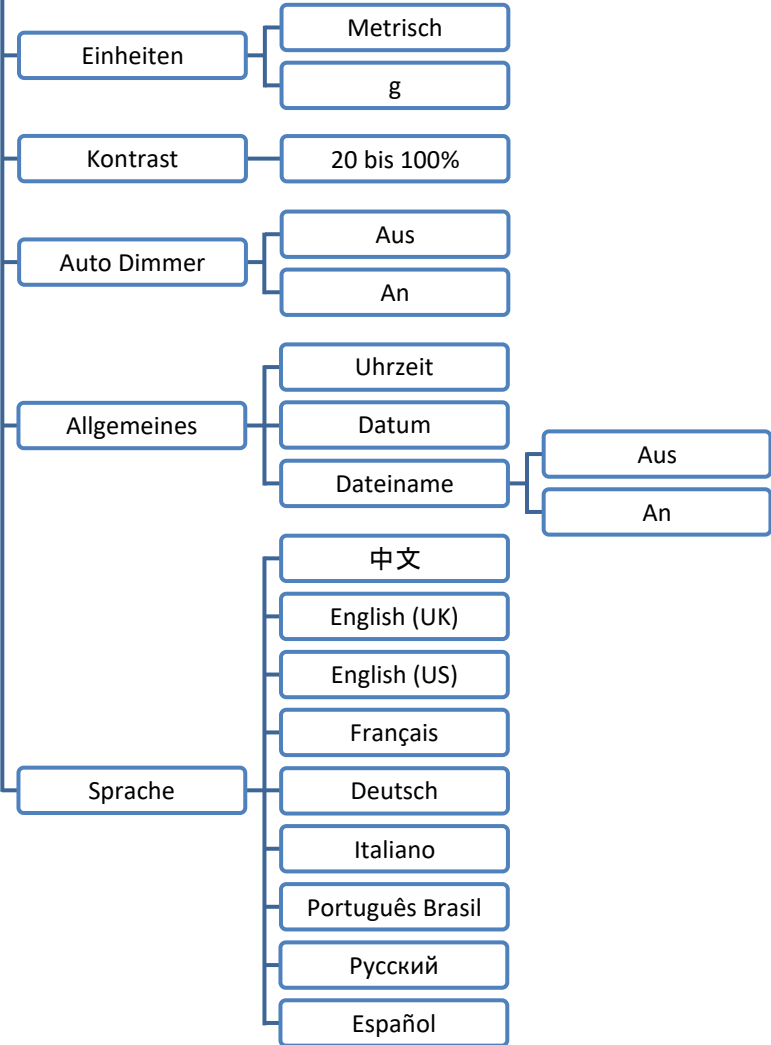 Einheiten
Metrisch
g
Kontrast
20 bis 100%
Auto Dimmer
Aus
An
Allgemeines
Uhrzeit
Datum
Dateiname
Aus
An
Sprache
中文
English (UK)
English (US)
Français
Deutsch
Italiano
Português Brasil
Русский
Español